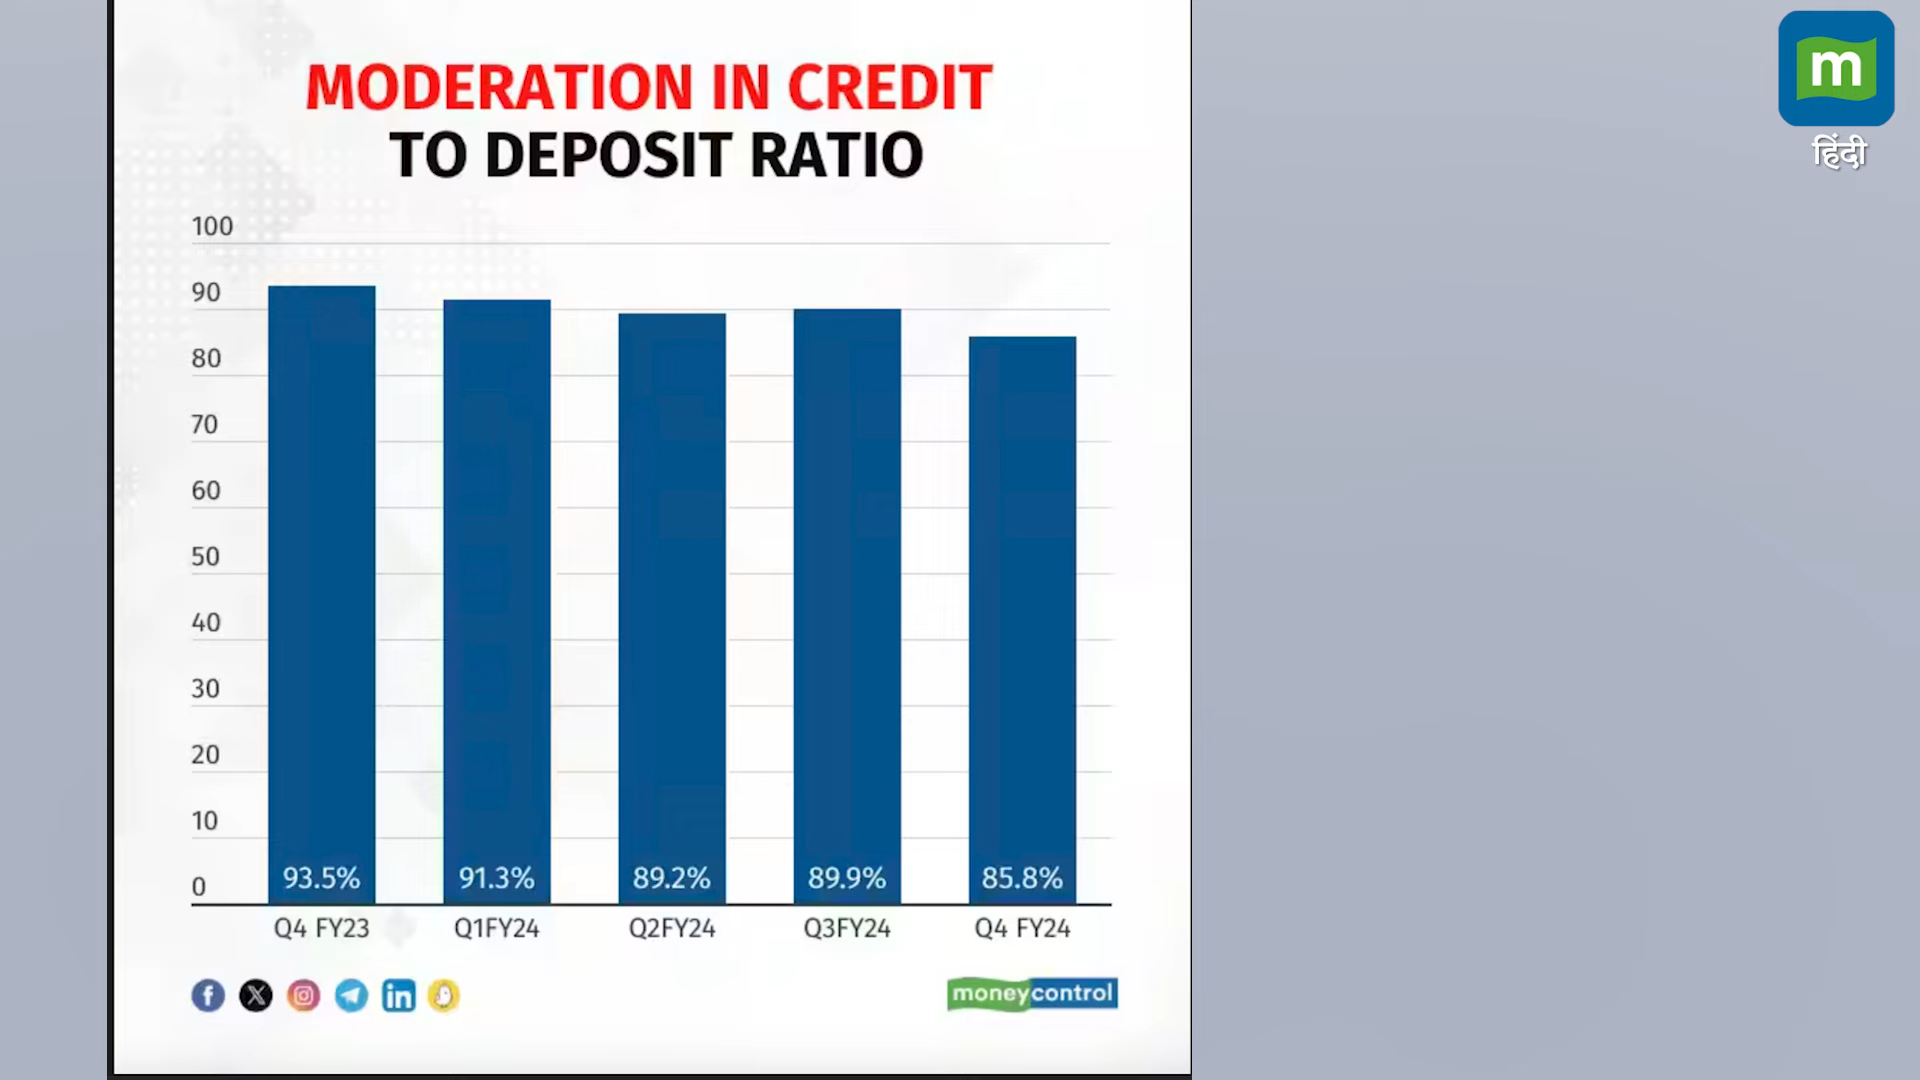 MODERATION IN CREDIT
TO DEPOSIT RATIO
100
90
80
70
60
50
40
30
20
10
0
93.5%
91.3%
89.2%
89.9%
85.8%
Q4 FY23
Q1FY24
Q2FY24
Q3FY24
Q4 FY24
moneycontrol
m
हिंदी